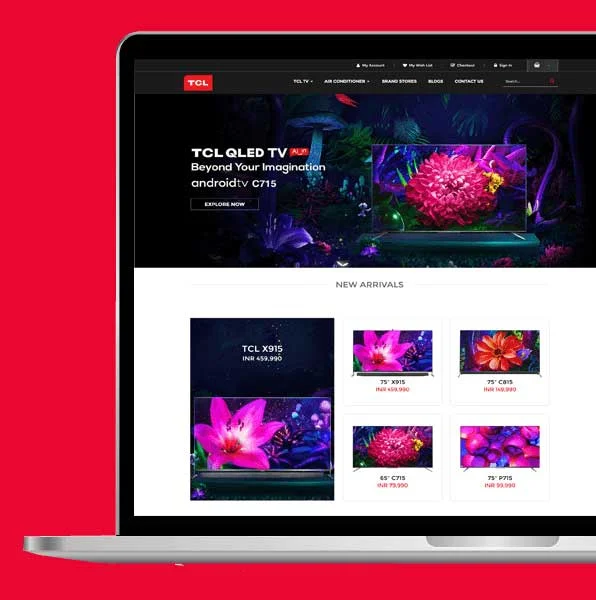 My Account | My Wish List | Checkout | Sign In
TCL
TCL TV AIR CONDITIONER BRAND STORES BLOGS CONTACT US Search...
TCL QLED TV
Beyond Your Imagination
androidtv C715
EXPLORE NOW
NEW ARRIVALS
TCL X915
INR 459,990
75" X915
INR 459,990
75" C815
INR 149,990
65" C715
INR 79,990
75" P715
INR 99,990